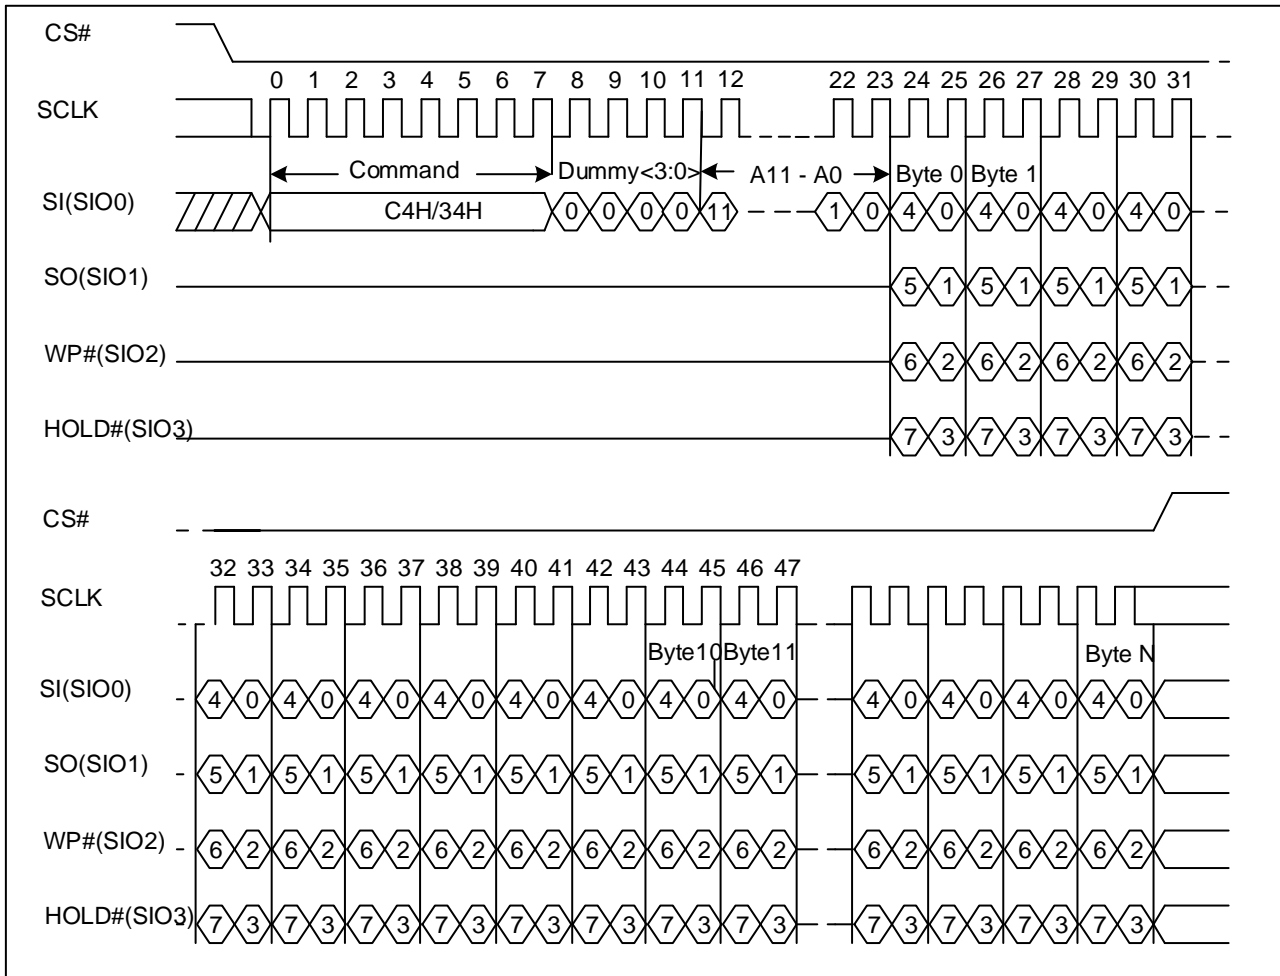 CS#
0 1 2 3 4 5 6 7 8 9 10 11 12 22 23 24 25 26 27 28 29 30 31
SCLK
Command Dummy<3:0> A11 - A0 Byte 0 Byte 1
SI(SIO0) C4H/34H 0 0 0 0 11 1 0 4 0 4 0 4 0 4 0
SO(SIO1) 5 1 5 1 5 1 5 1
WP#(SIO2) 6 2 6 2 6 2 6 2
HOLD#(SIO3) 7 3 7 3 7 3 7 3
CS#
32 33 34 35 36 37 38 39 40 41 42 43 44 45 46 47
SCLK
Byte10 Byte11 Byte N
SI(SIO0) 4 0 4 0 4 0 4 0 4 0 4 0 4 0 4 0 4 0 4 0 4 0 4 0
SO(SIO1) 5 1 5 1 5 1 5 1 5 1 5 1 5 1 5 1 5 1 5 1 5 1 5 1
WP#(SIO2) 6 2 6 2 6 2 6 2 6 2 6 2 6 2 6 2 6 2 6 2 6 2 6 2
HOLD#(SIO3) 7 3 7 3 7 3 7 3 7 3 7 3 7 3 7 3 7 3 7 3 7 3 7 3